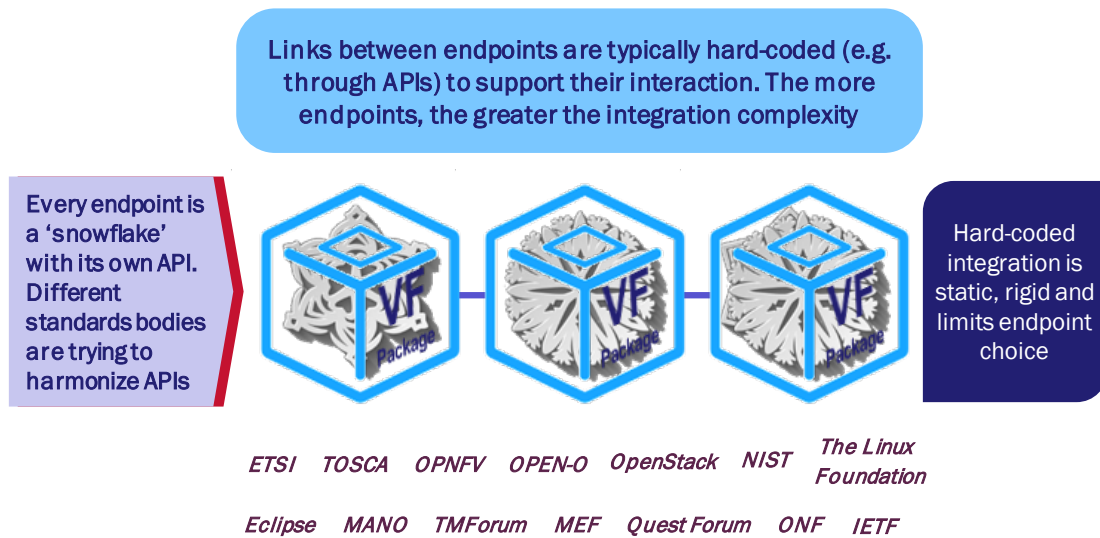 Links between endpoints are typically hard-coded (e.g.
through APIs) to support their interaction. The more
endpoints, the greater the integration complexity
Every endpoint is
a ‘snowflake’
with its own API.
Different
standards bodies
are trying to
harmonize APIs
VF
Package
VF
Package
VF
Package
Hard-coded
integration is
static, rigid and
limits endpoint
choice
ETSI TOSCA OPNFV OPEN-O OpenStack NIST The Linux
Foundation
Eclipse MANO TMForum MEF Quest Forum ONF IETF